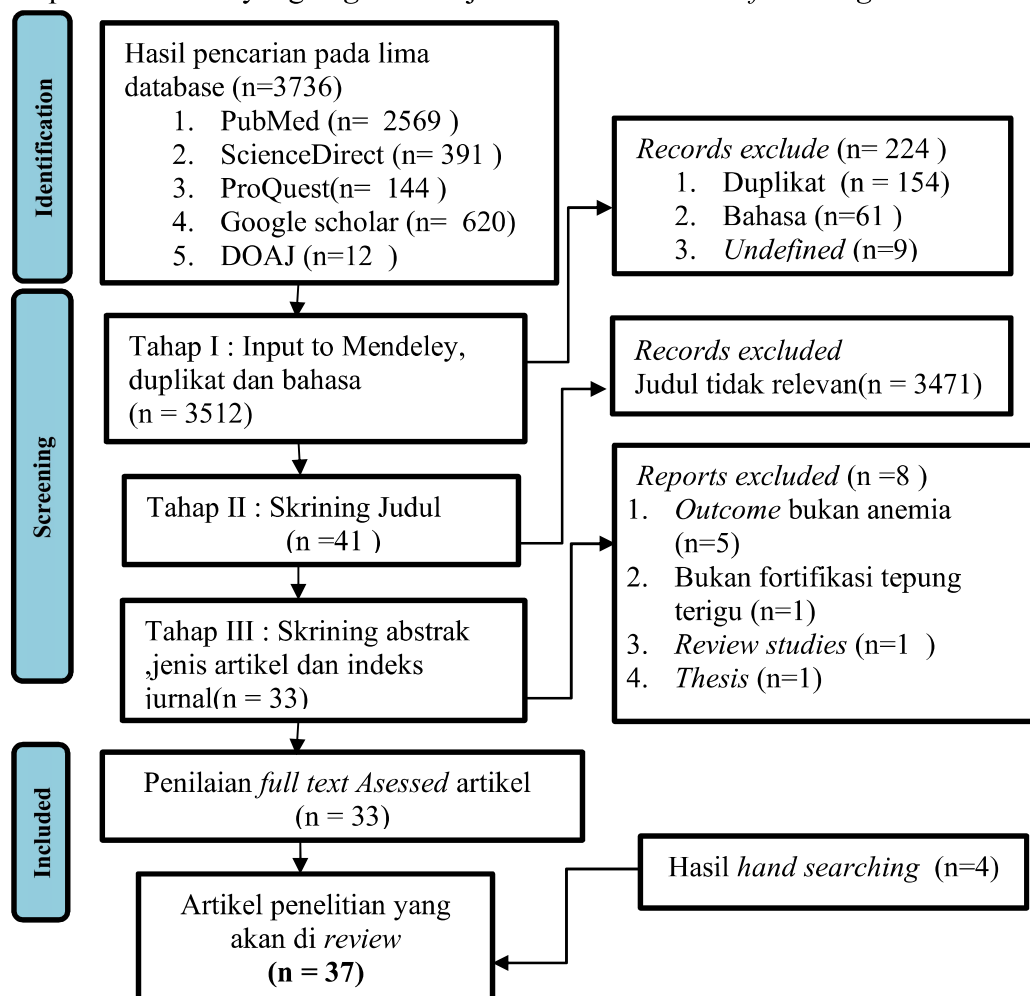 Identification
Hasil pencarian pada lima
database (n=3736)
1. PubMed (n= 2569 )
2. ScienceDirect (n= 391 )
3. ProQuest(n= 144 )
4. Google scholar (n= 620)
5. DOAJ (n=12 )
Records exclude (n= 224 )
1. Duplikat (n = 154)
2. Bahasa (n=61 )
3. Undefined (n=9)
Screening
Tahap I : Input to Mendeley,
duplikat dan bahasa
(n = 3512)
Records excluded
Judul tidak relevan(n = 3471)
Tahap II : Skrining Judul
(n =41 )
Reports excluded (n =8 )
1. Outcome bukan anemia
(n=5)
2. Bukan fortifikasi tepung
terigu (n=1)
3. Review studies (n=1 )
4. Thesis (n=1)
Tahap III : Skrining abstrak
,jenis artikel dan indeks
jurnal(n = 33)
Included
Penilaian full text Asessed artikel
(n = 33)
Hasil hand searching (n=4)
Artikel penelitian yang
akan di review
(n = 37)